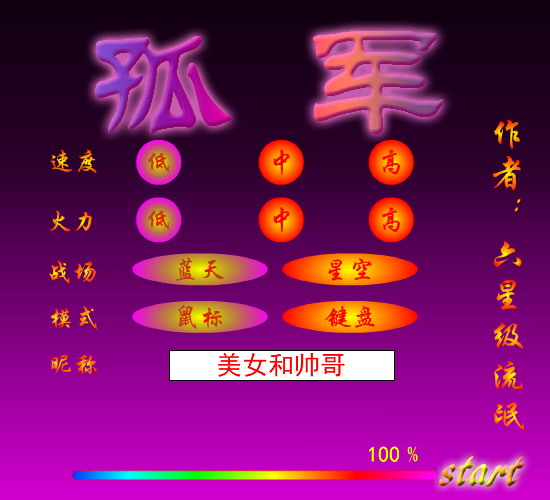 孤 军
速度 低 中 高
火力 低 中 高
战场 蓝天 星空
模式 鼠标 键盘
昵称 美女和帅哥
100 %
start
作者：六星级流氓